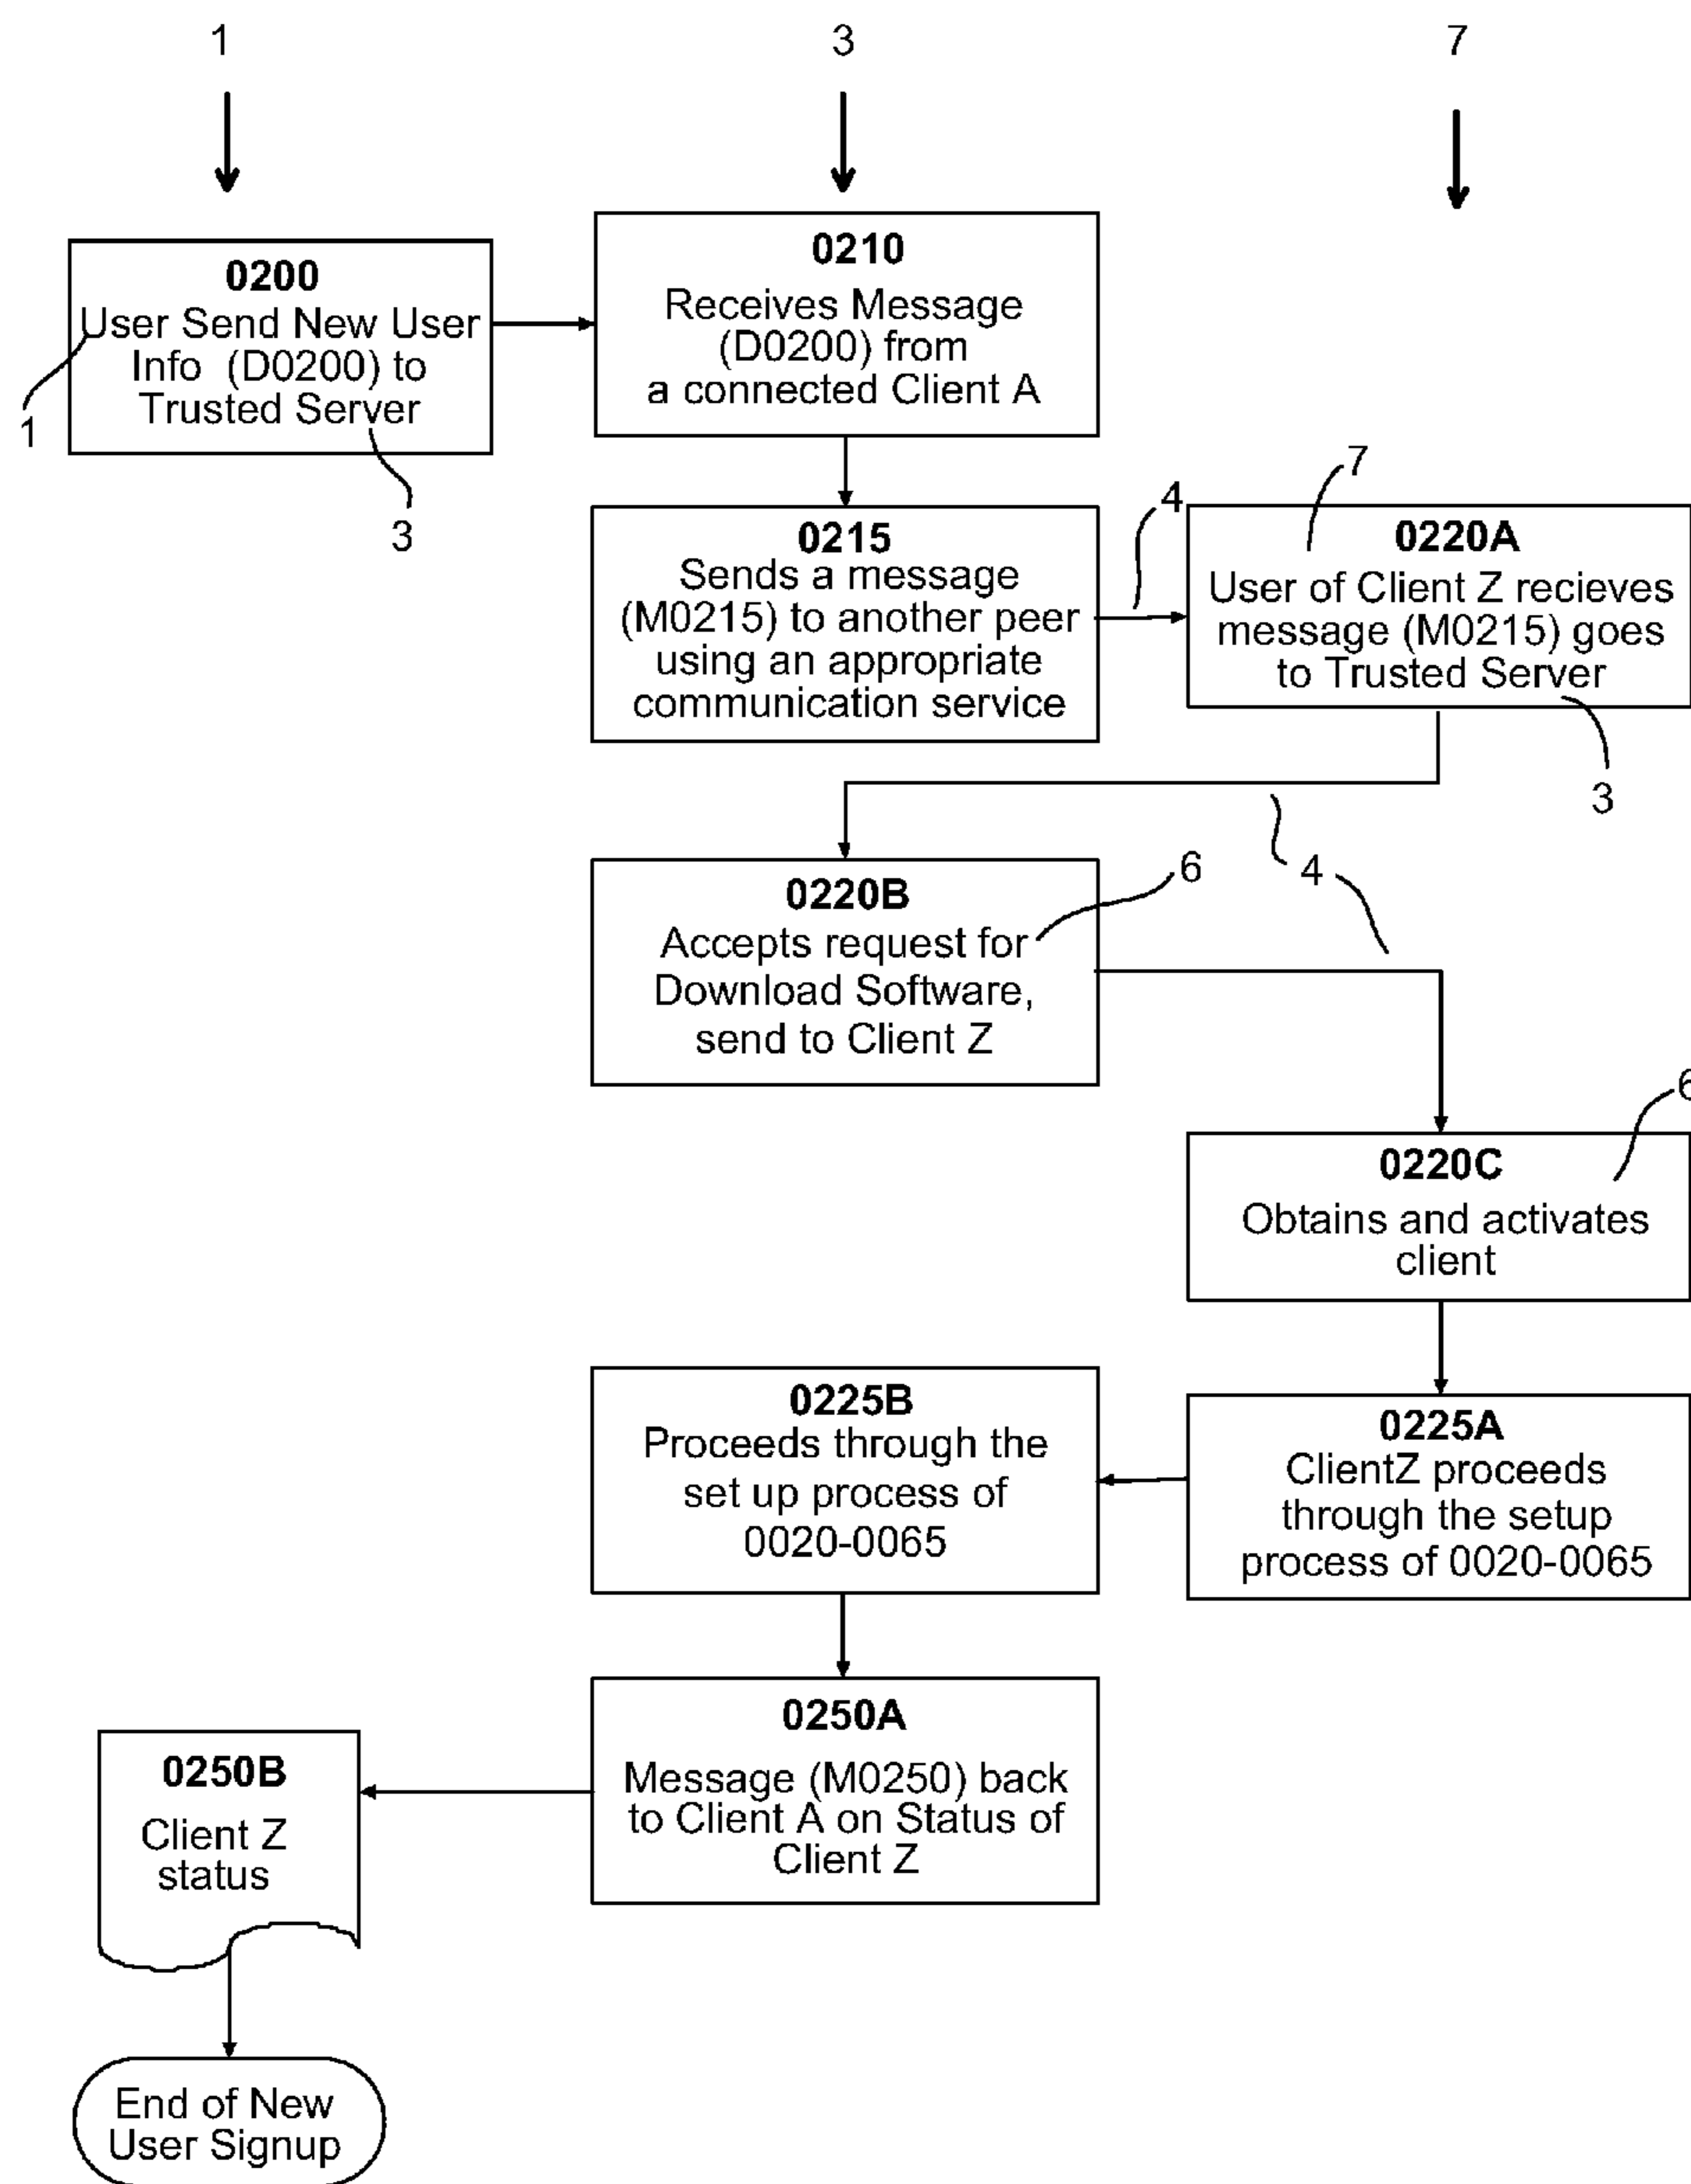 1
3
7
0200
User Send New User
Info (D0200) to
Trusted Server
1
3
0210
Receives Message
(D0200) from
a connected Client A
0215
Sends a message
(M0215) to another peer
using an appropriate
communication service
4
7
0220A
User of Client Z recieves
message (M0215) goes
to Trusted Server
3
4
0220B
Accepts request for
Download Software,
send to Client Z
6
6
0220C
Obtains and activates
client
0225B
Proceeds through the
set up process of
0020-0065
0225A
ClientZ proceeds
through the setup
process of 0020-0065
0250A
Message (M0250) back
to Client A on Status of
Client Z
0250B
Client Z
status
End of New
User Signup